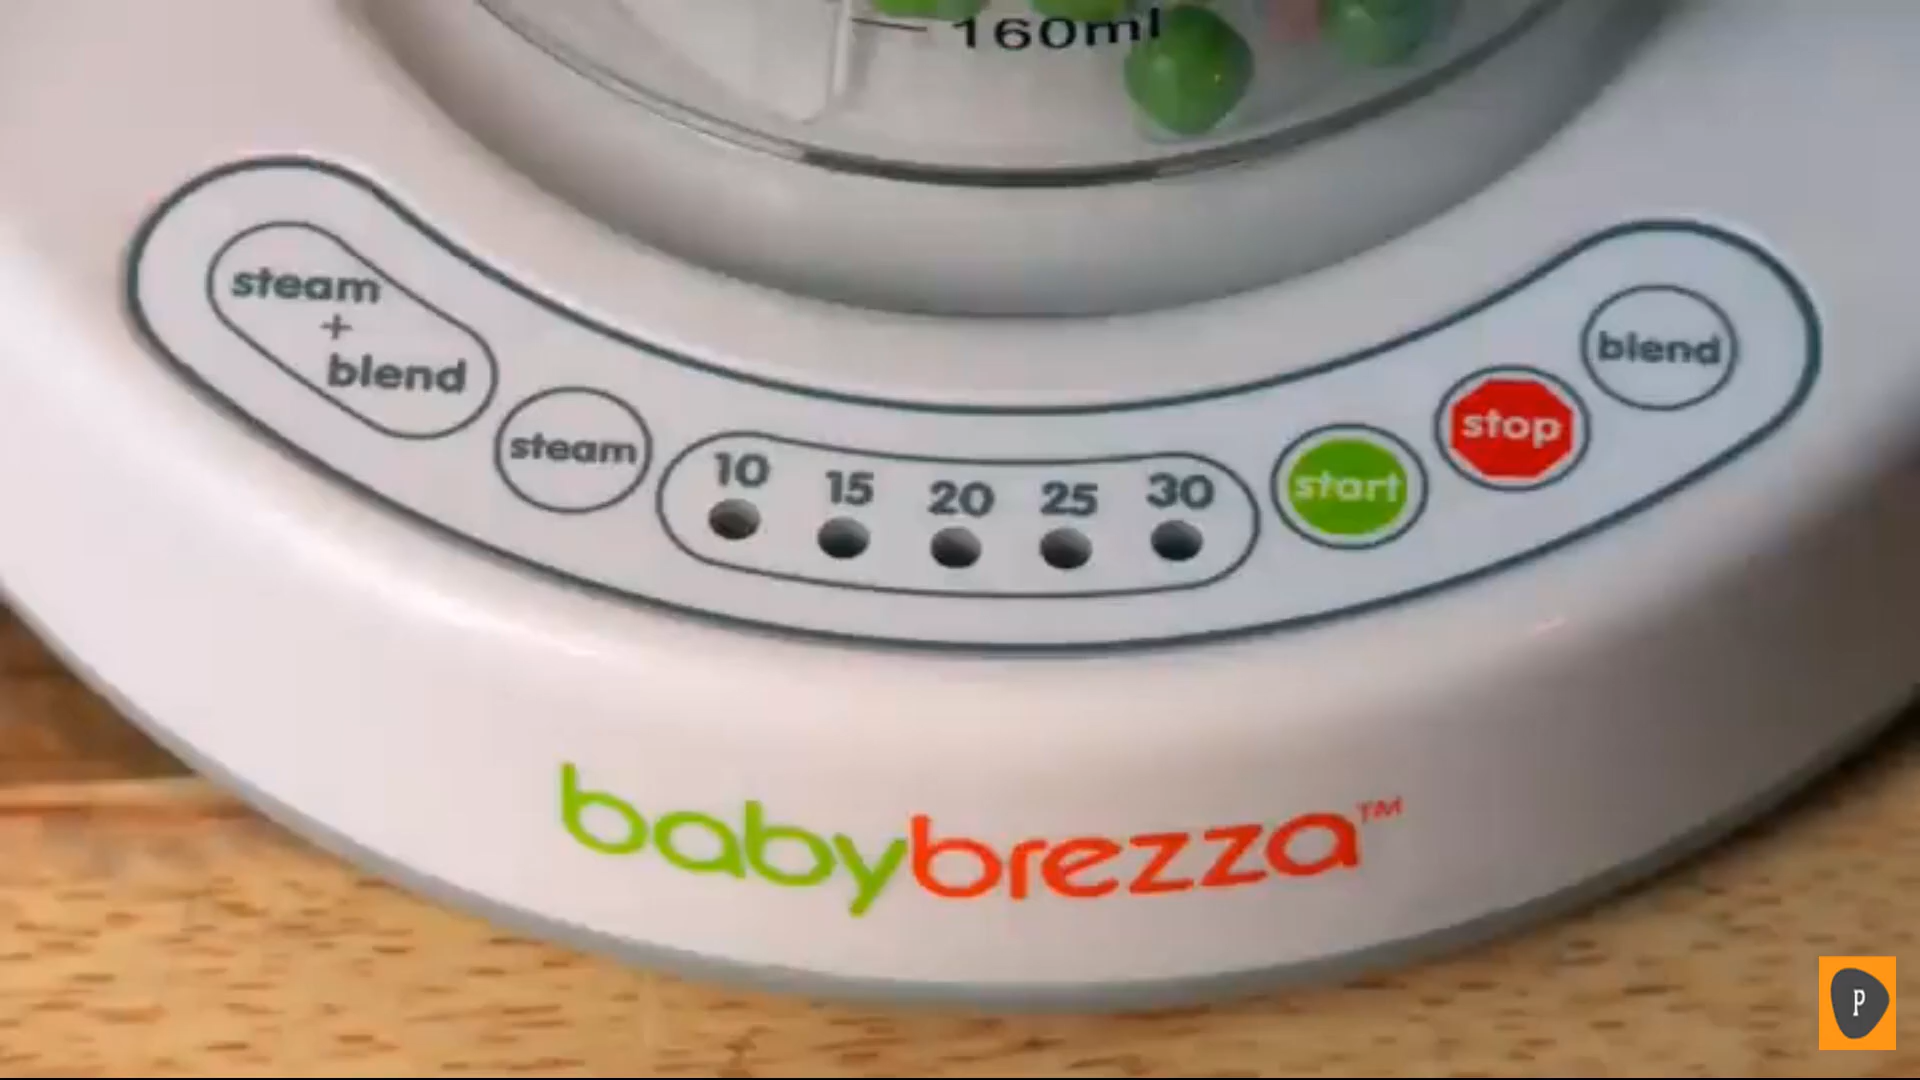 160ml
steam
+
blend
steam
10 15 20 25 30
start
stop
blend
babybrezza™
P